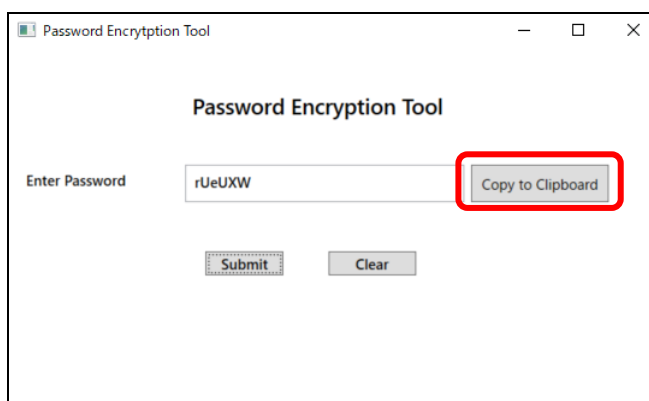 Password Encrytption Tool
Password Encryption Tool
Enter Password rUeUXW Copy to Clipboard
Submit Clear